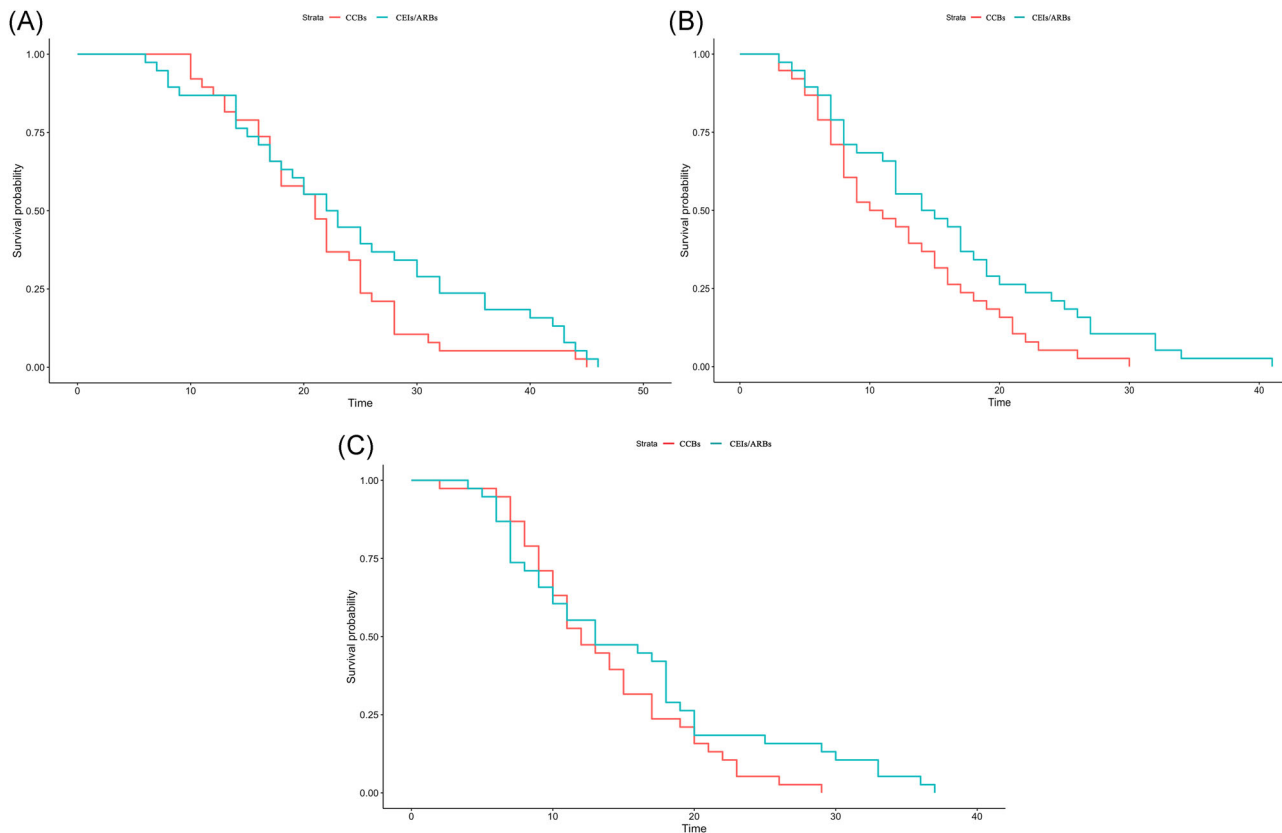 (A)
Strata CCBs CEIs/ARBs
1.00
0.75
0.50
0.25
0.00
Survival probability
0 10 20 30 40 50
Time
(B)
Strata CCBs CEIs/ARBs
1.00
0.75
0.50
0.25
0.00
Survival probability
0 10 20 30 40
Time
(C)
Strata CCBs CEIs/ARBs
1.00
0.75
0.50
0.25
0.00
Survival probability
0 10 20 30 40
Time